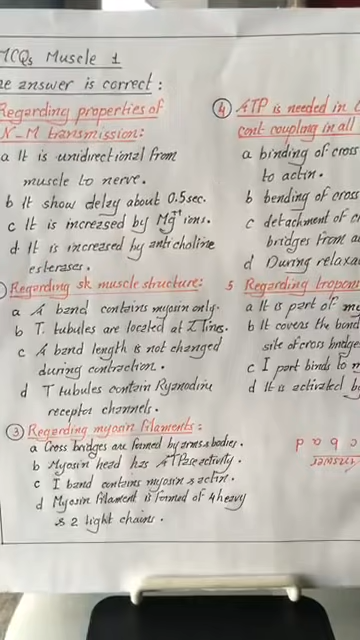 MCQs Muscle 1
answer is correct:
Regarding properties of
N-M transmission:
a It is unidirectional from
muscle to nerve.
b It show delay about 0.5sec.
c It is increased by Mg++ ions.
d It is increased by anticholine
esterases.
Regarding sk muscle structure:
a A band contains myosin only.
b T. tubules are located at Z lines.
c A band length is not changed
during contraction.
d T tubules contain Ryanodine
receptor channels.
③ Regarding myosin filaments:
a Cross bridges are formed by arms & bodies.
b Myosin head has ATPase activity.
c I band contains myosin & actin.
d Myosin filament is formed of 4 heavy
& 2 light chains.
④ ATP is needed in
cont coupling in all
a binding of cross
to actin.
b bending of cross
c detachment of
bridges from
d During
5 Regarding
a It is part of
b It covers the
site of cross
c I part binds to
d It is activated
c b a d